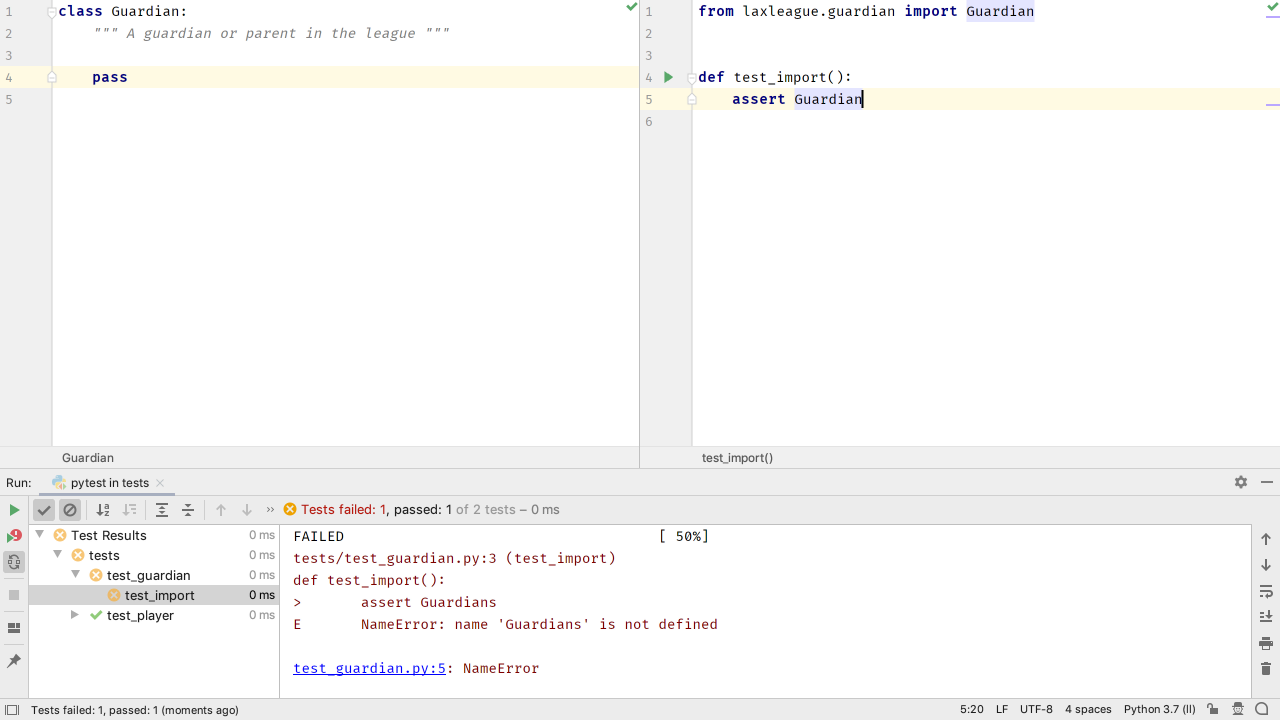 1 class Guardian:
2 """ A guardian or parent in the league """
3
4 pass
5
Guardian
1 from laxleague.guardian import Guardian
2
3
4 def test_import():
5 assert Guardian
6
test_import()
Run: pytest in tests
Tests failed: 1, passed: 1 of 2 tests – 0 ms
Test Results 0 ms
tests 0 ms
test_guardian 0 ms
test_import 0 ms
test_player 0 ms
FAILED [ 50%]
tests/test_guardian.py:3 (test_import)
def test_import():
> assert Guardians
E NameError: name 'Guardians' is not defined
test_guardian.py:5: NameError
Tests failed: 1, passed: 1 (moments ago)
5:20 LF UTF-8 4 spaces Python 3.7 (ll)